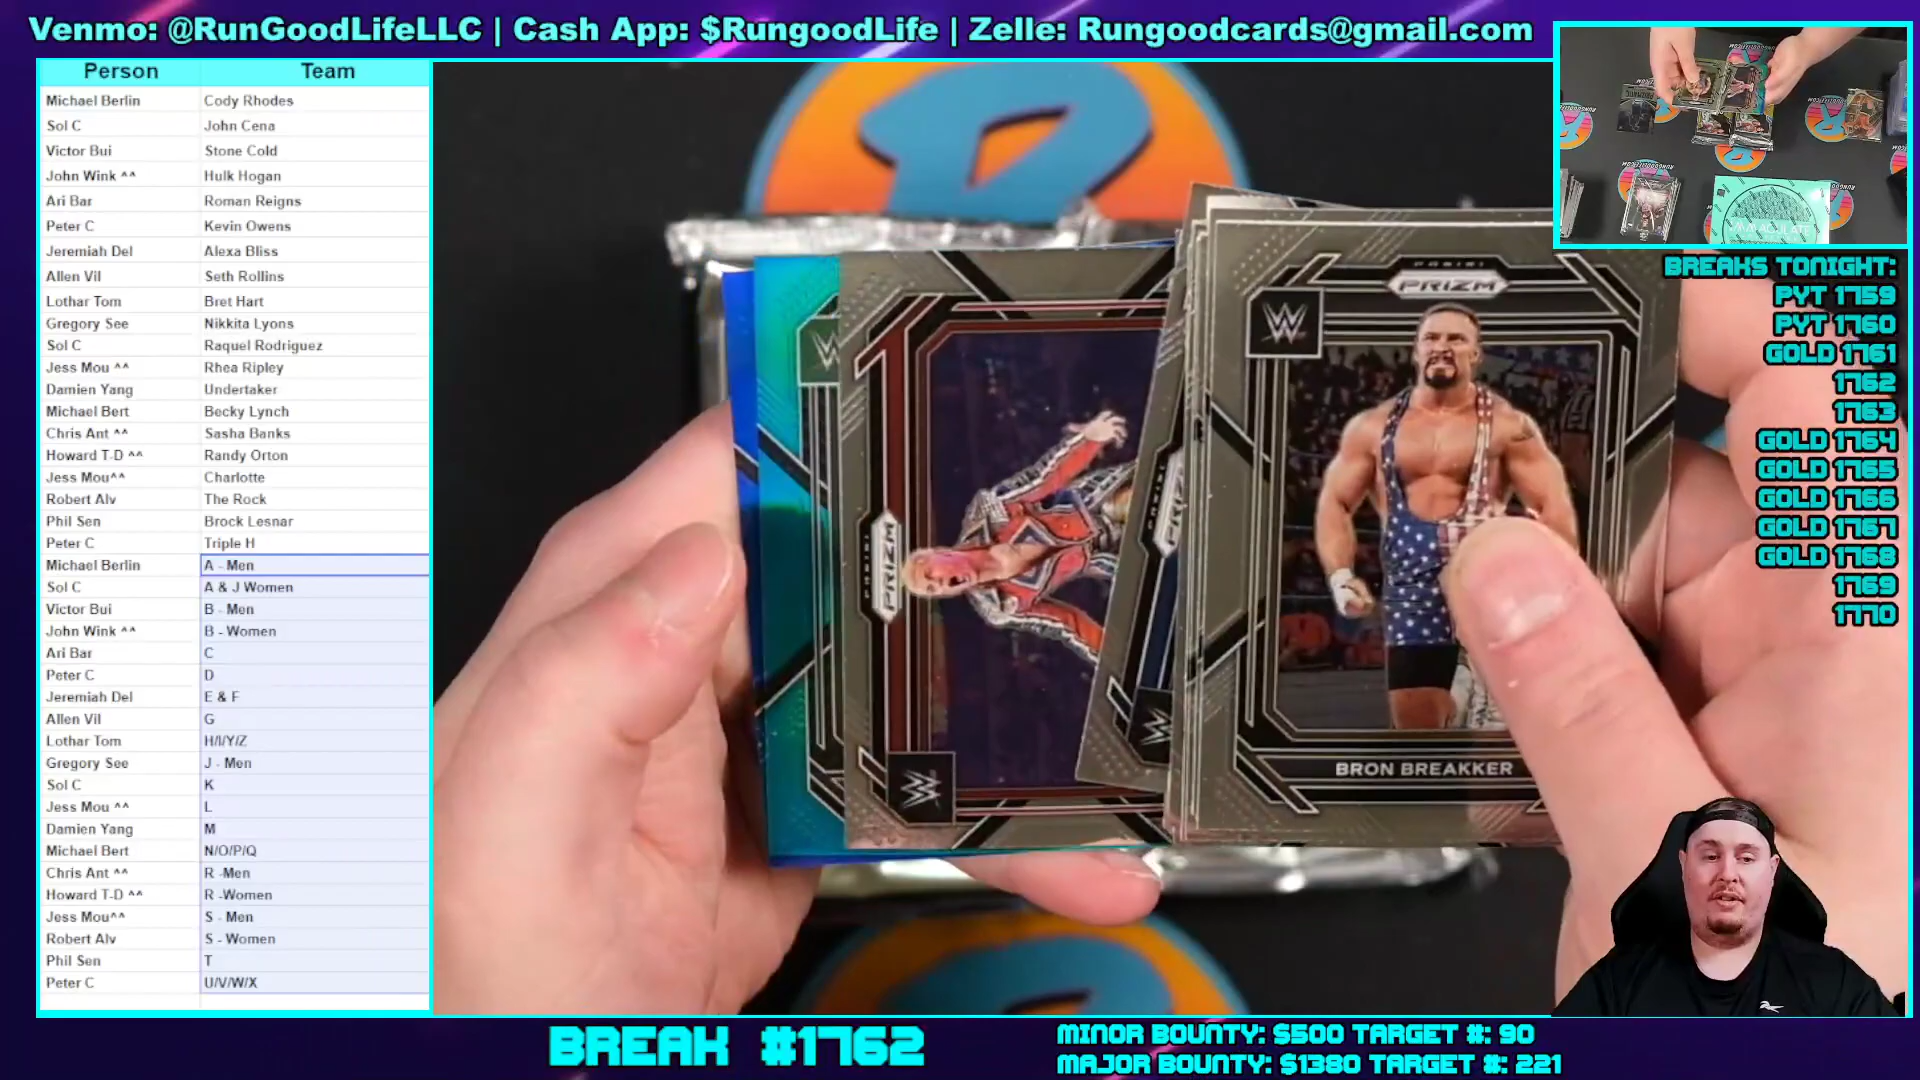 Venmo: @RunGoodLifeLLC | Cash App: $RungoodLife | Zelle: Rungoodcards@gmail.com
Person Team
Michael Berlin Cody Rhodes
Sol C John Cena
Victor Bui Stone Cold
John Wink ^^ Hulk Hogan
Ari Bar Roman Reigns
Peter C Kevin Owens
Jeremiah Del Alexa Bliss
Allen Vil Seth Rollins
Lothar Tom Bret Hart
Gregory See Nikkita Lyons
Sol C Raquel Rodriguez
Jess Mou ^^ Rhea Ripley
Damien Yang Undertaker
Michael Bert Becky Lynch
Chris Ant ^^ Sasha Banks
Howard T-D ^^ Randy Orton
Jess Mou^^ Charlotte
Robert Alv The Rock
Phil Sen Brock Lesnar
Peter C Triple H
Michael Berlin A - Men
Sol C A & J Women
Victor Bui B - Men
John Wink ^^ B - Women
Ari Bar C
Peter C D
Jeremiah Del E & F
Allen Vil G
Lothar Tom H/I/Y/Z
Gregory See J - Men
Sol C K
Jess Mou ^^ L
Damien Yang M
Michael Bert N/O/P/Q
Chris Ant ^^ R -Men
Howard T-D ^^ R -Women
Jess Mou^^ S - Men
Robert Alv S - Women
Phil Sen T
Peter C U/V/W/X
PANINI
PRIZM
W
BRON BREAKKER
PANINI
PRIZM
W
IMMACULATE
BREAKS TONIGHT:
PYT 1759
PYT 1760
GOLD 1761
1762
1763
GOLD 1764
GOLD 1765
GOLD 1766
GOLD 1767
GOLD 1768
1769
1770
BREAK #1762
MINOR BOUNTY: $500 TARGET #: 90
MAJOR BOUNTY: $1380 TARGET #: 221